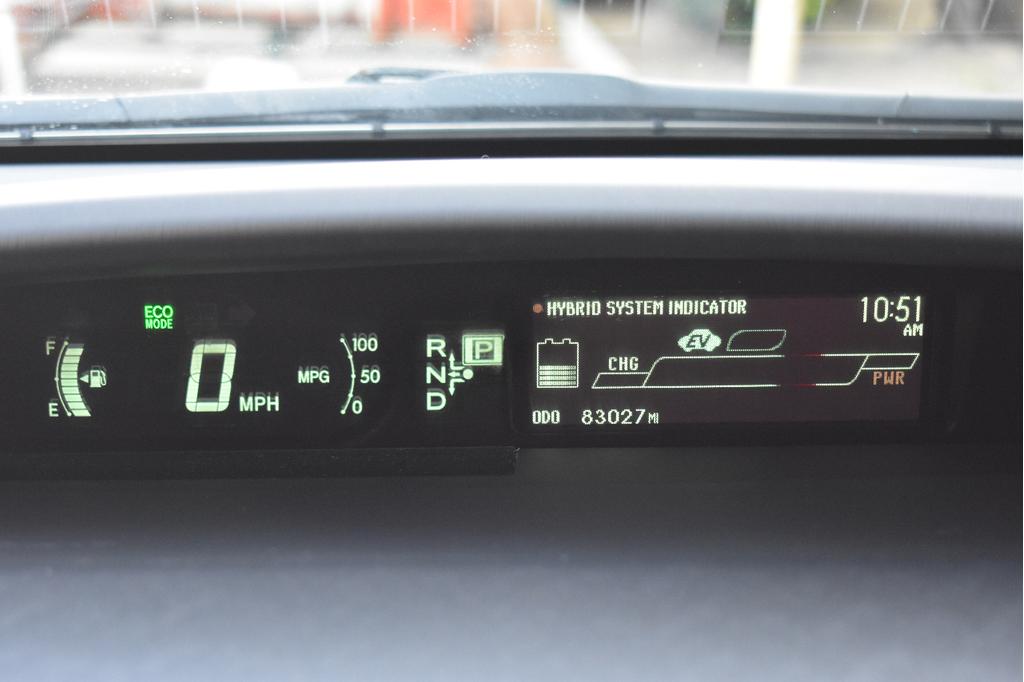 ECO
MODE
F
E
0 MPH
MPG
100
50
0
R
N
D
P
HYBRID SYSTEM INDICATOR
10:51
AM
EV
CHG
PWR
ODO 83027 MI